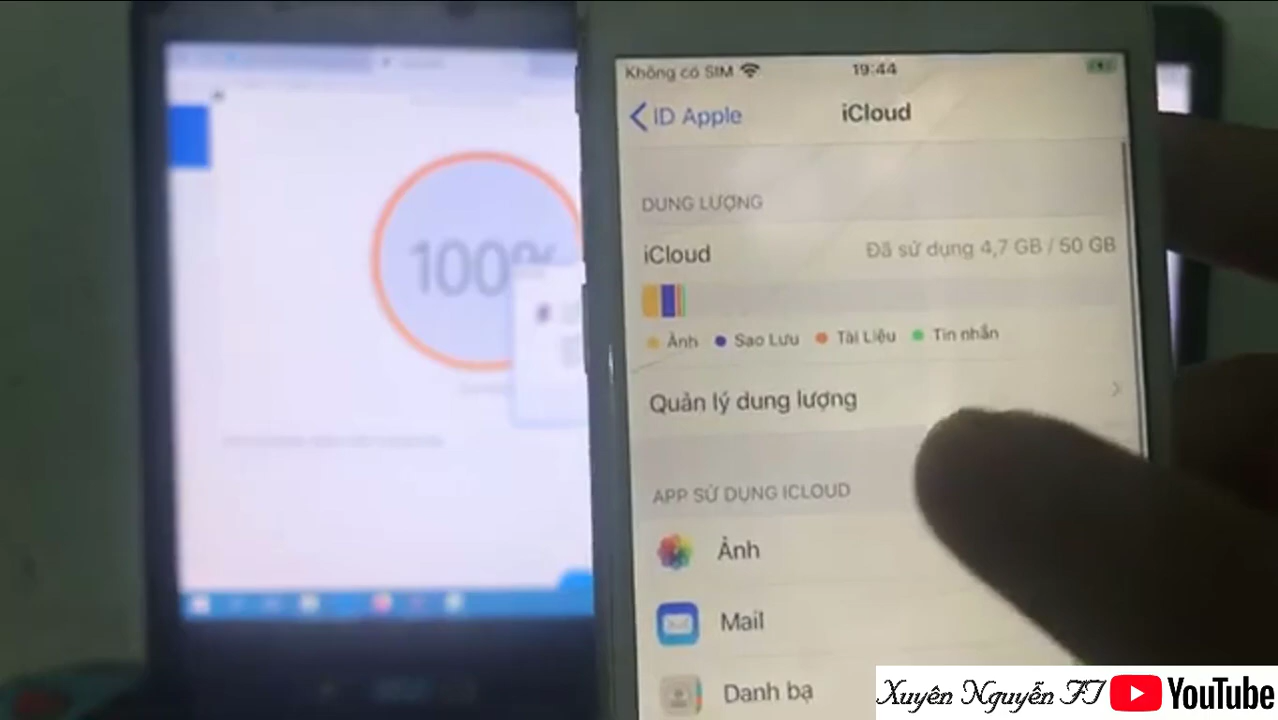 Không có SIM 19:44
ID Apple iCloud
DUNG LƯỢNG
iCloud Đã sử dụng 4,7 GB / 50 GB
Ảnh Sao Lưu Tài Liệu Tin nhắn
Quản lý dung lượng
APP SỬ DỤNG ICLOUD
Ảnh
Mail
Danh bạ
100%
Xuyên Nguyễn FT YouTube